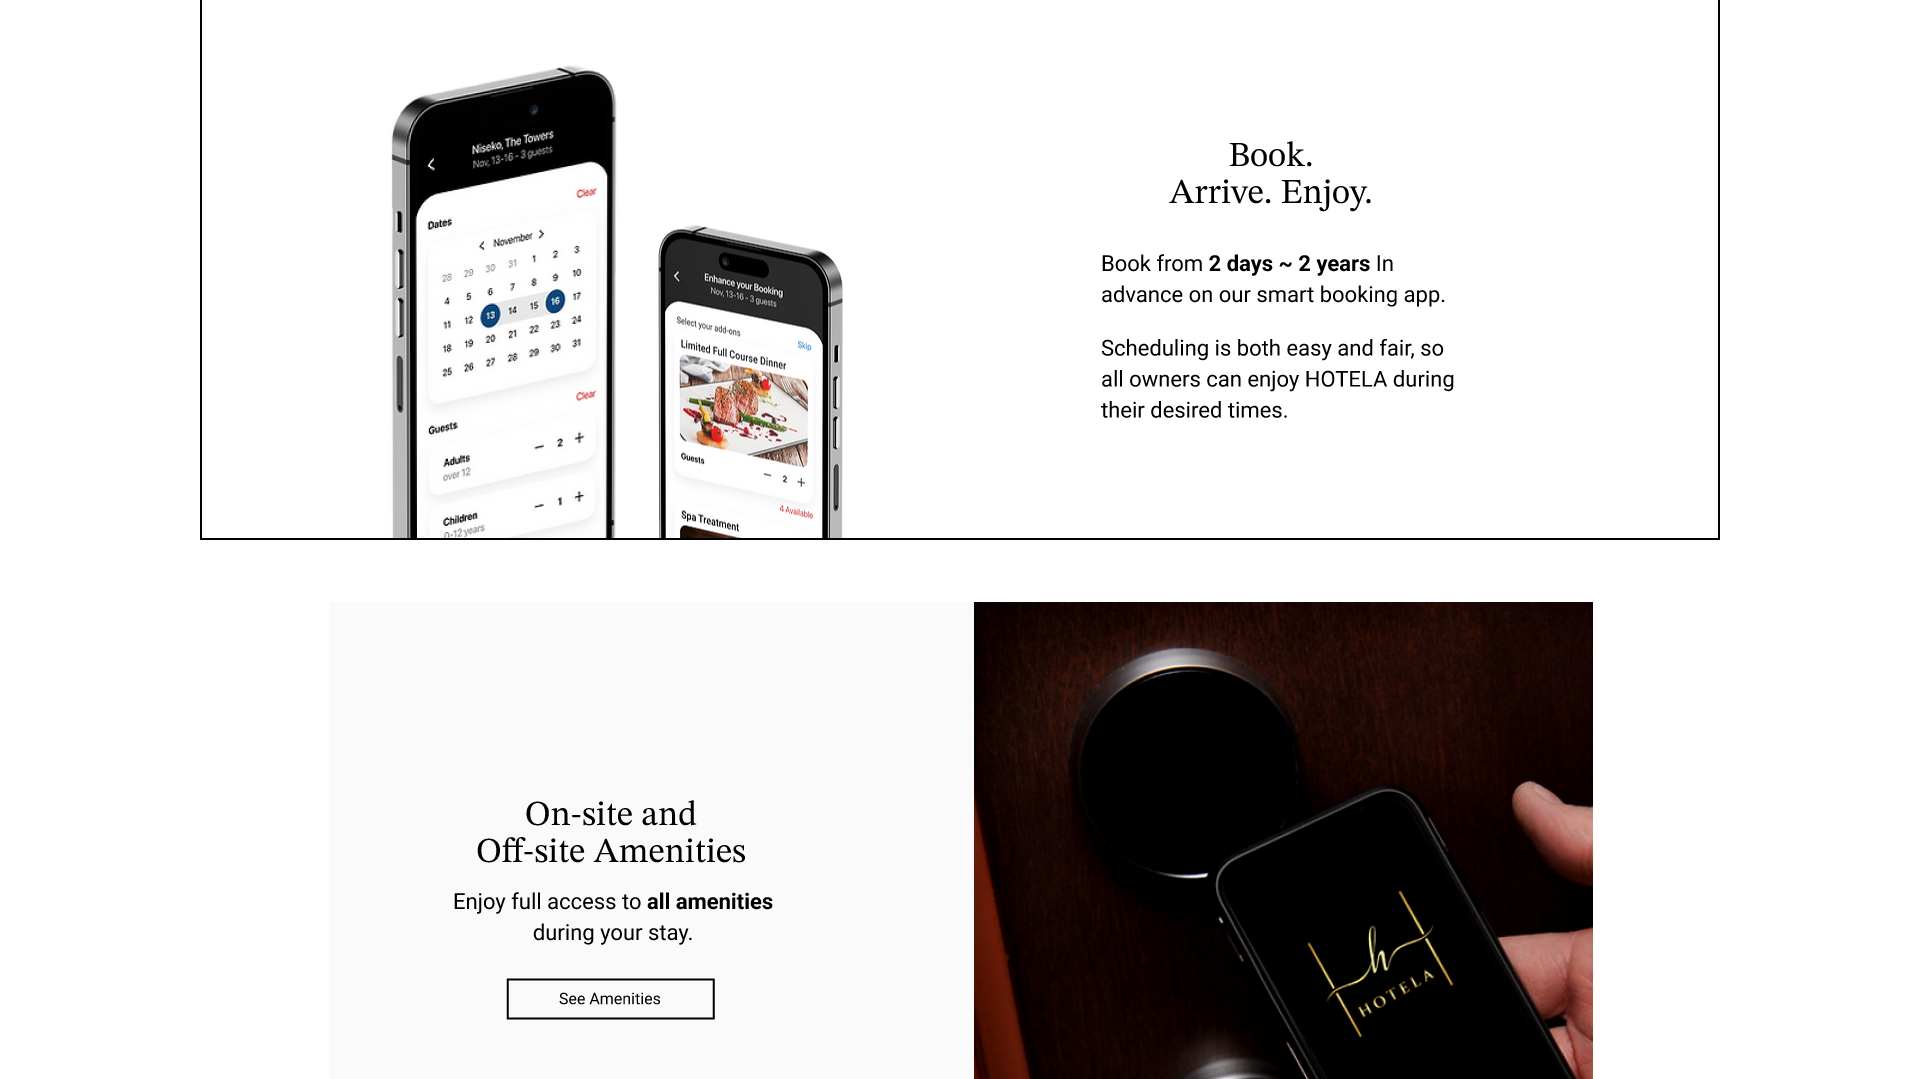 Niseko, The Towers
Nov, 13-16 - 3 guests
Clear
Dates
November
28 29 30 31 1 2 3
4 5 6 7 8 9 10
11 12 13 14 15 16 17
18 19 20 21 22 23 24
25 26 27 28 29 30 31
Clear
Guests
Adults
over 12
2
Children
0-12 years
1
Enhance your Booking
Nov, 13-16 - 3 guests
Select your add-ons
Skip
Limited Full Course Dinner
Guests
2
4 Available
Spa Treatment
Book.
Arrive. Enjoy.
Book from 2 days ~ 2 years In
advance on our smart booking app.
Scheduling is both easy and fair, so
all owners can enjoy HOTELA during
their desired times.
On-site and
Off-site Amenities
Enjoy full access to all amenities
during your stay.
See Amenities
h
HOTELA